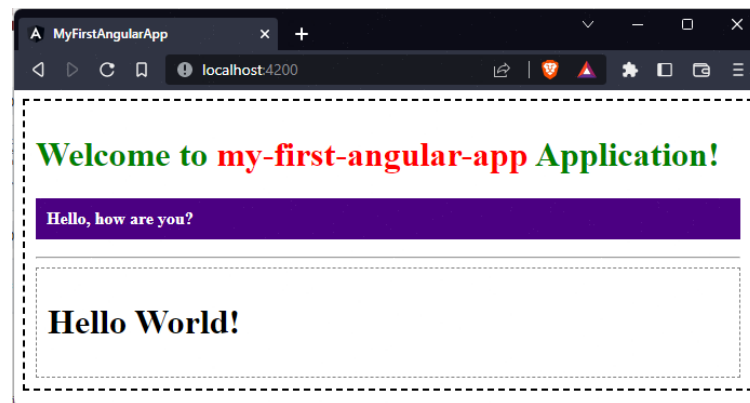 MyFirstAngularApp
localhost:4200
Welcome to my-first-angular-app Application!
Hello, how are you?
Hello World!